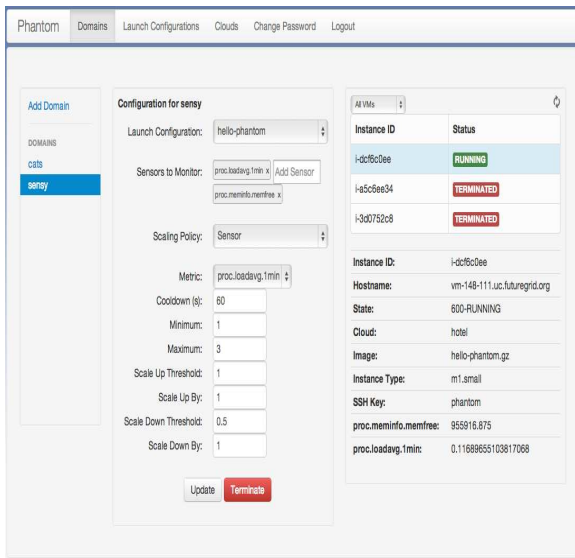 Phantom Domains Launch Configurations Clouds Change Password Logout
Add Domain
DOMAINS
cats
sensy
Configuration for sensy
Launch Configuration: hello-phantom
Sensors to Monitor: proc.loadavg.1min x Add Sensor
proc.meminfo.memfree x
Scaling Policy: Sensor
Metric: proc.loadavg.1min
Cooldown (s): 60
Minimum: 1
Maximum: 3
Scale Up Threshold: 1
Scale Up By: 1
Scale Down Threshold: 0.5
Scale Down By: 1
Update Terminate
All VMs
Instance ID Status
i-dcf6c0ee RUNNING
i-a5c6ee34 TERMINATED
i-3d0752c8 TERMINATED
Instance ID: i-dcf6c0ee
Hostname: vm-148-111.uc.futuregrid.org
State: 600-RUNNING
Cloud: hotel
Image: hello-phantom.gz
Instance Type: m1.small
SSH Key: phantom
proc.meminfo.memfree: 955916.875
proc.loadavg.1min: 0.11689655103817068